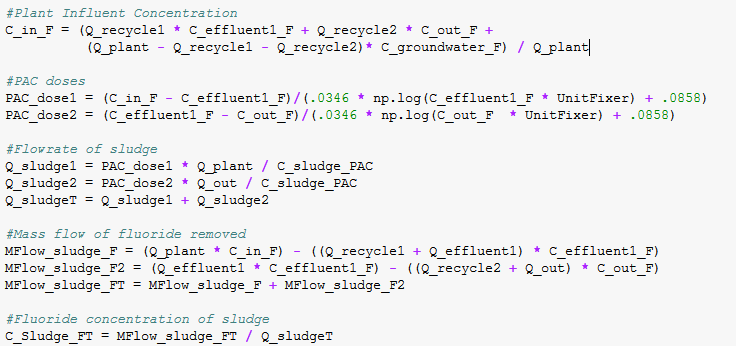 #Plant Influent Concentration
C_in_F = (Q_recycle1 * C_effluent1_F + Q_recycle2 * C_out_F +
(Q_plant - Q_recycle1 - Q_recycle2)* C_groundwater_F) / Q_plant
#PAC doses
PAC_dose1 = (C_in_F - C_effluent1_F)/(.0346 * np.log(C_effluent1_F * UnitFixer) + .0858)
PAC_dose2 = (C_effluent1_F - C_out_F)/(.0346 * np.log(C_out_F  * UnitFixer) + .0858)
#Flowrate of sludge
Q_sludge1 = PAC_dose1 * Q_plant / C_sludge_PAC
Q_sludge2 = PAC_dose2 * Q_out / C_sludge_PAC
Q_sludgeT = Q_sludge1 + Q_sludge2
#Mass flow of fluoride removed
MFlow_sludge_F = (Q_plant * C_in_F) - ((Q_recycle1 + Q_effluent1) * C_effluent1_F)
MFlow_sludge_F2 = (Q_effluent1 * C_effluent1_F) - ((Q_recycle2 + Q_out) * C_out_F)
MFlow_sludge_FT = MFlow_sludge_F + MFlow_sludge_F2
#Fluoride concentration of sludge
C_Sludge_FT = MFlow_sludge_FT / Q_sludgeT